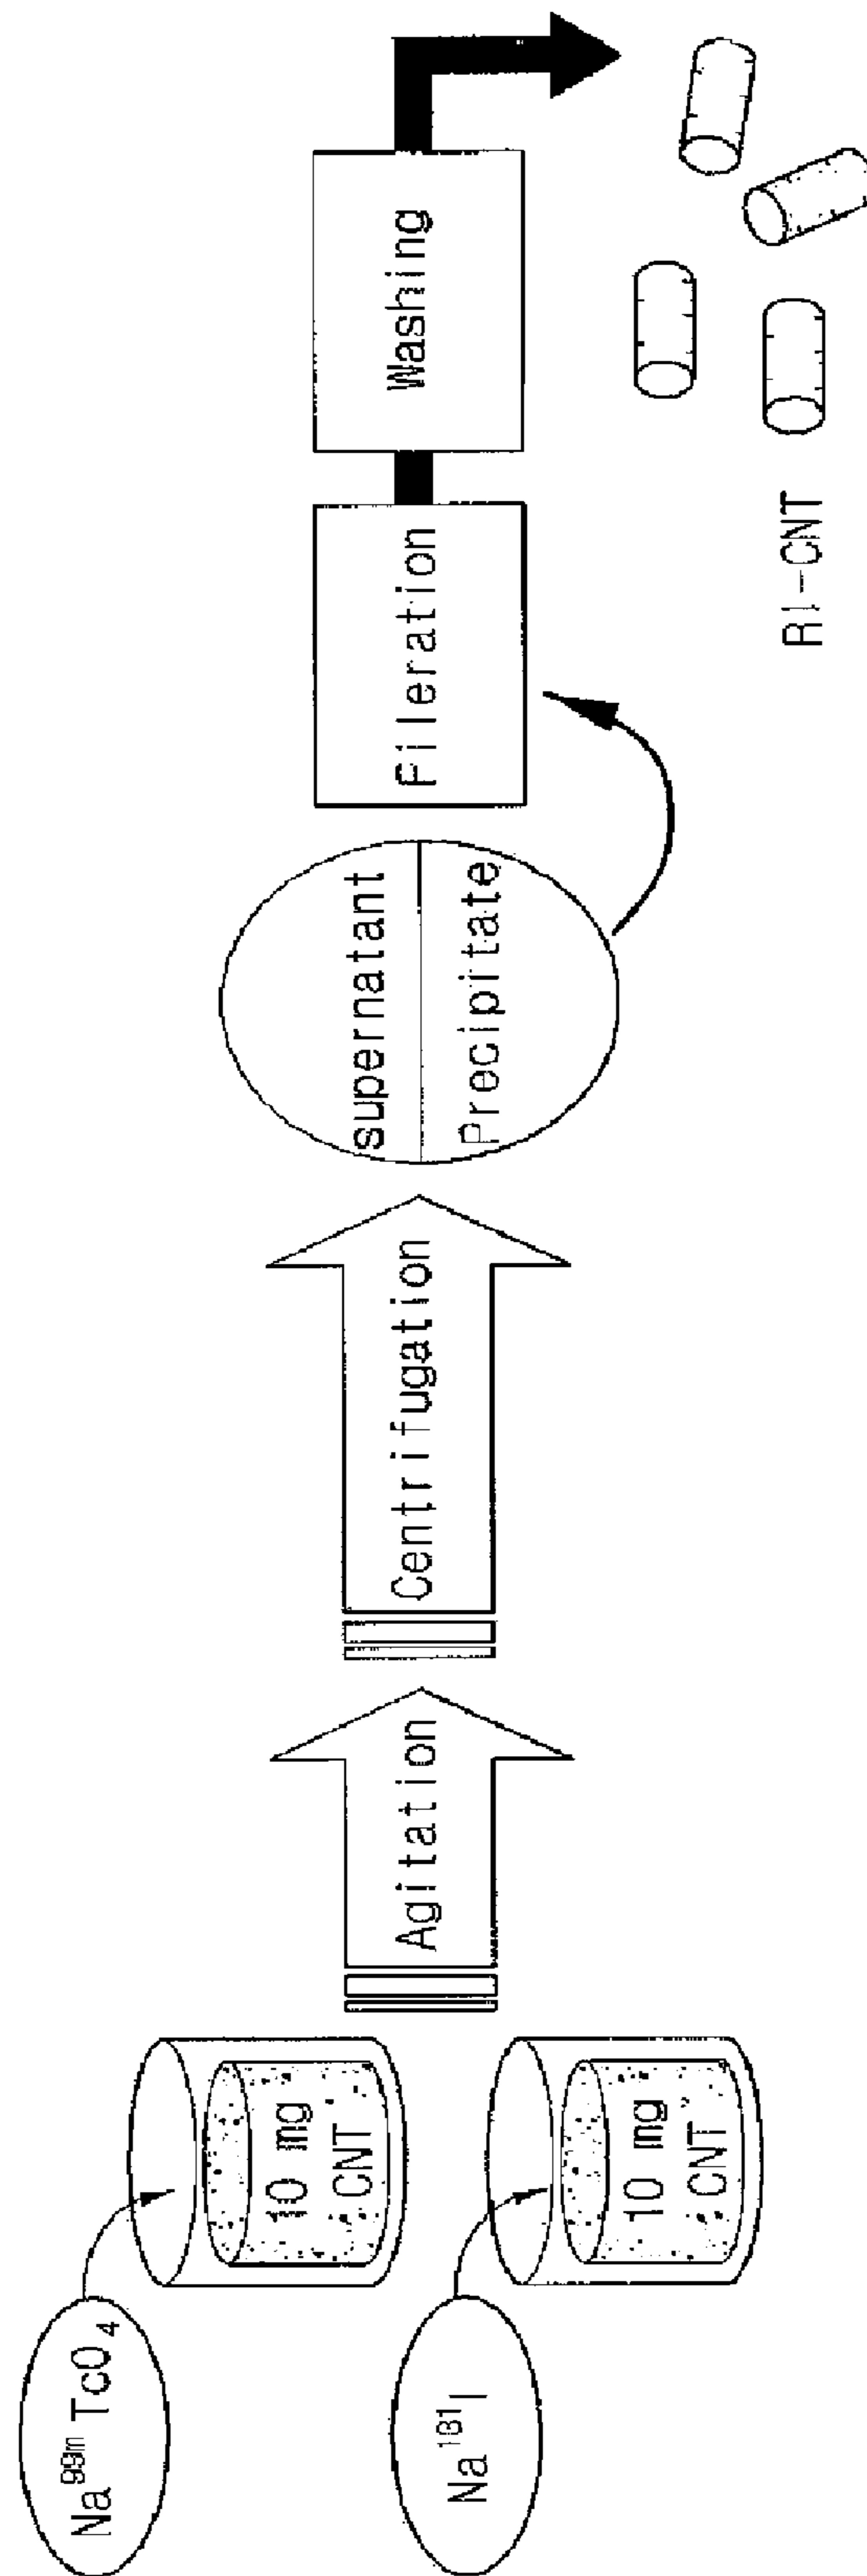 Na⁹⁹ᵐTcO₄
10 mg
CNT
Na¹³¹I
10 mg
CNT
Agitation
Centrifugation
supernatant
Precipitate
Fileration
Washing
RI-CNT